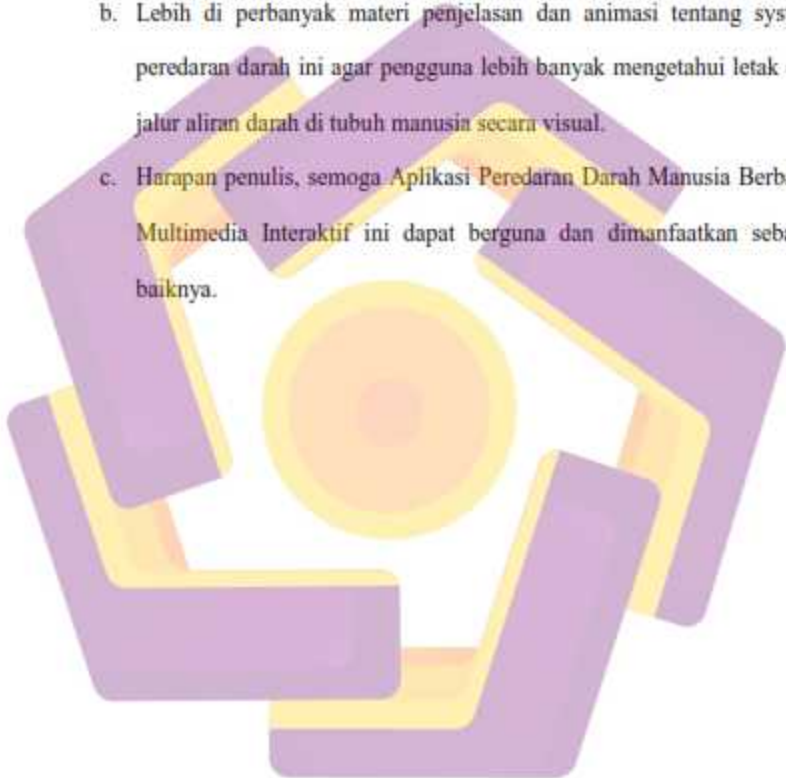 b. Lebih di perbanyak materi penjelasan dan animasi tentang sys
peredaran darah ini agar pengguna lebih banyak mengetahui letak
jalur aliran darah di tubuh manusia secara visual.
c. Harapan penulis, semoga Aplikasi Peredaran Darah Manusia Berb
Multimedia Interaktif ini dapat berguna dan dimanfaatkan seba
baiknya.